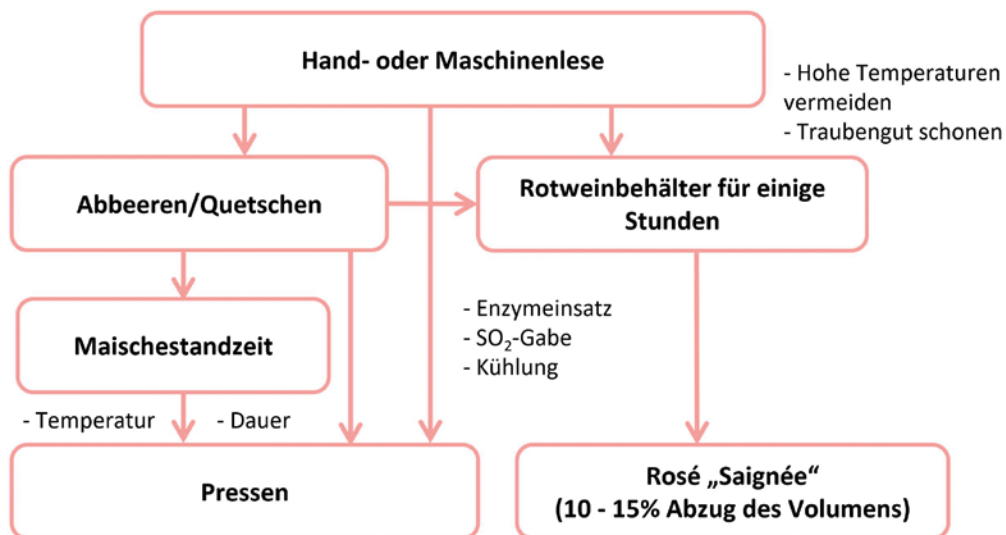 Hand- oder Maschinenlese
- Hohe Temperaturen
vermeiden
- Traubengut schonen
Abbeeren/Quetschen
Rotweinbehälter für einige
Stunden
- Enzymeinsatz
- SO₂-Gabe
- Kühlung
Maischestandzeit
- Temperatur
- Dauer
Pressen
Rosé „Saignée“
(10 - 15% Abzug des Volumens)